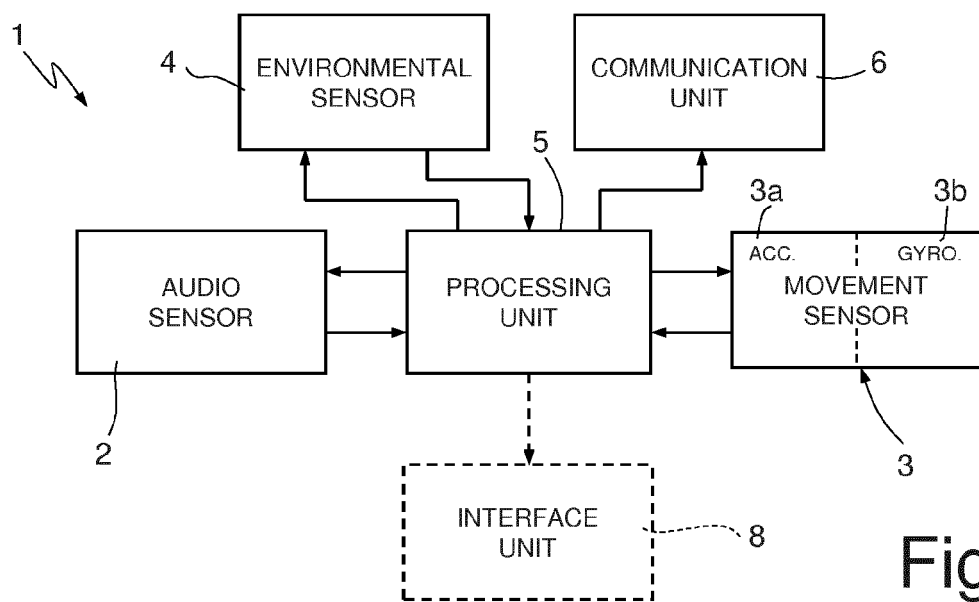 1
4
ENVIRONMENTAL
SENSOR
COMMUNICATION
UNIT
6
5
3a
3b
AUDIO
SENSOR
PROCESSING
UNIT
ACC.
GYRO.
MOVEMENT
SENSOR
2
3
INTERFACE
UNIT
8
Fig